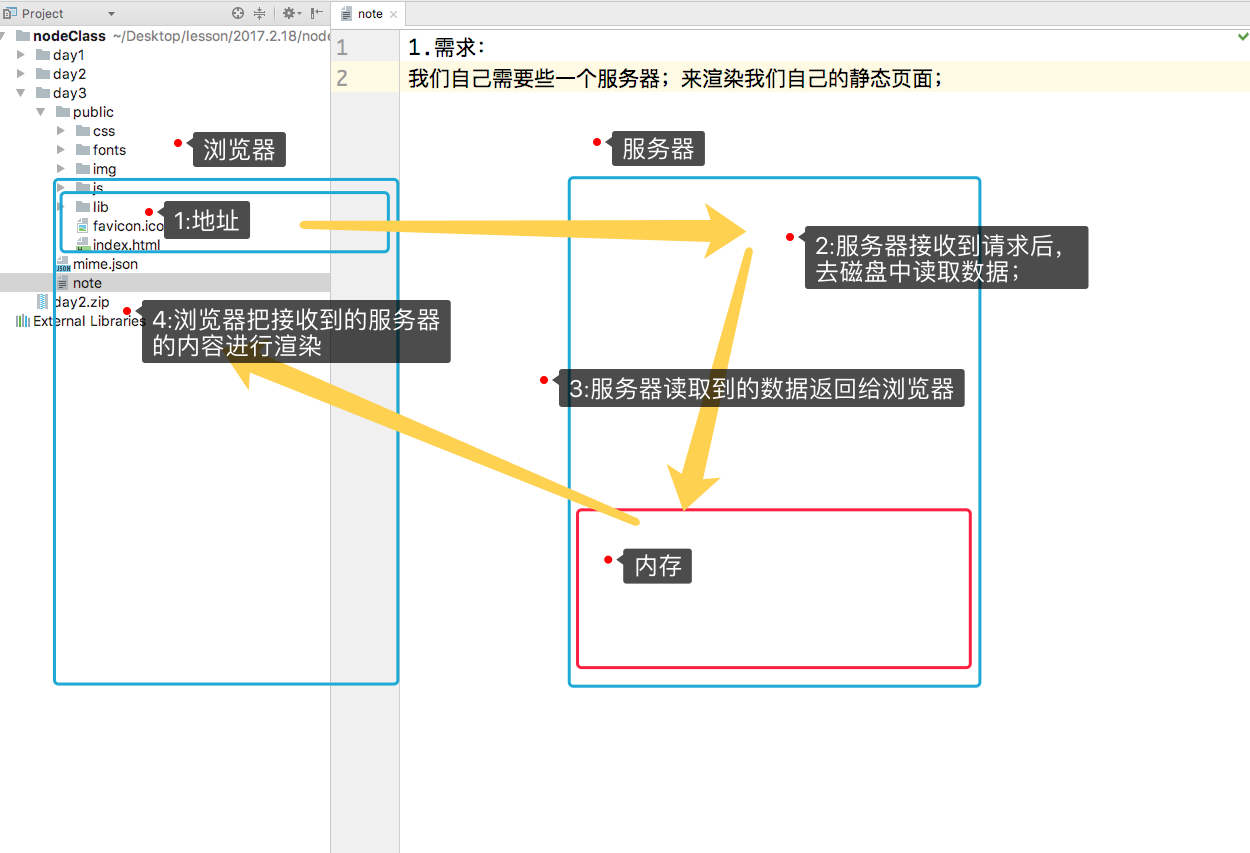 Project
note
nodeClass ~/Desktop/lesson/2017.2.18/node
day1
day2
day3
public
css
fonts
img
js
lib
favicon.ico
index.html
mime.json
note
day2.zip
External Libraries
1
1.需求：
2
我们自己需要些一个服务器；来渲染我们自己的静态页面；
浏览器
服务器
1:地址
2:服务器接收到请求后，
去磁盘中读取数据；
4:浏览器把接收到的服务器
的内容进行渲染
3:服务器读取到的数据返回给浏览器
内存